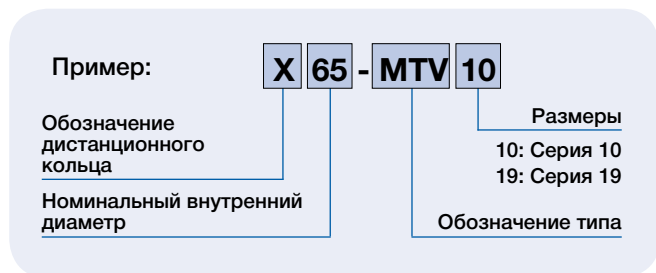 Пример: X 65 - MTV 10
Обозначение
дистанционного
кольца
Номинальный внутренний
диаметр
Размеры
10: Серия 10
19: Серия 19
Обозначение типа